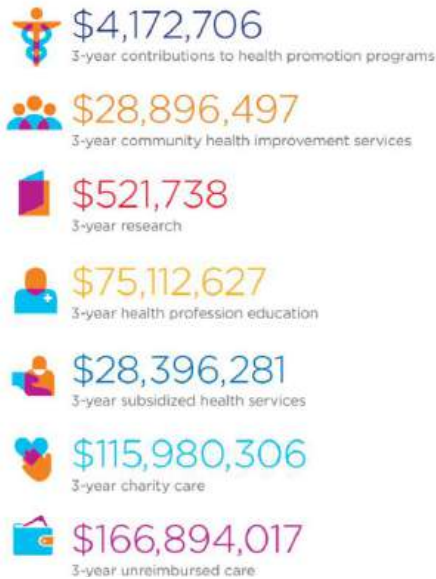 $4,172,706
3-year contributions to health promotion programs
$28,896,497
3-year community health improvement services
$521,738
3-year research
$75,112,627
3-year health profession education
$28,396,281
3-year subsidized health services
$115,980,306
3-year charity care
$166,894,017
3-year unreimbursed care